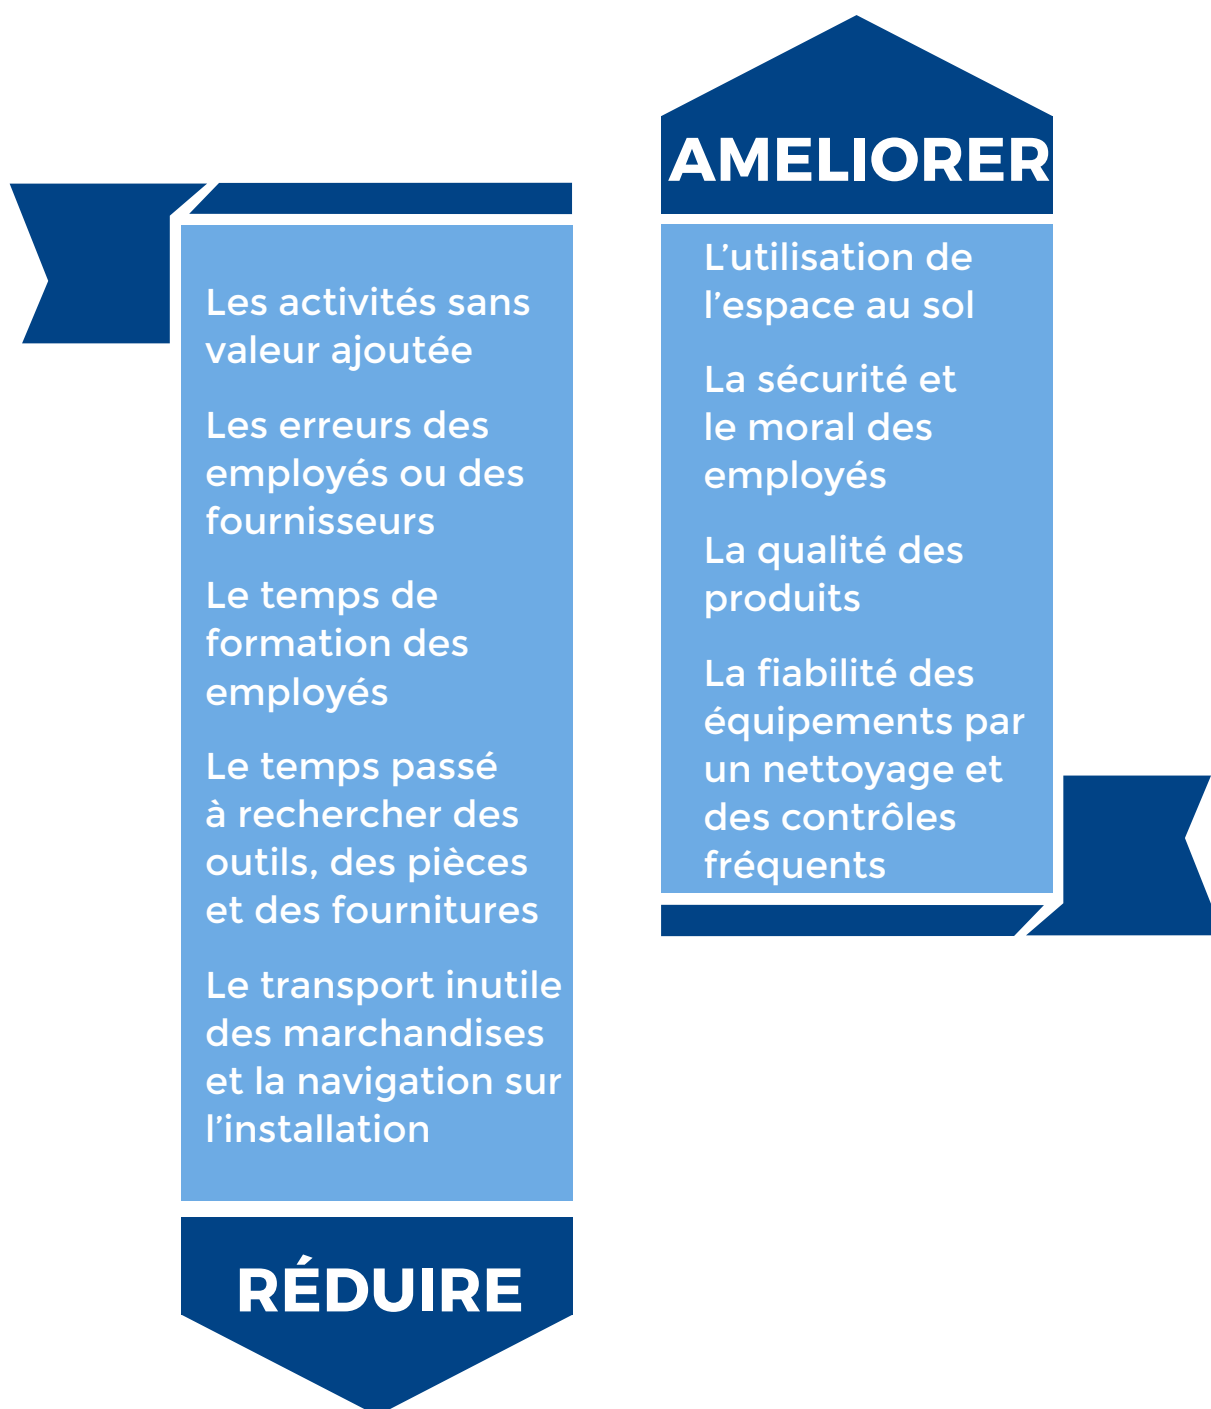 Les activités sans
valeur ajoutée
Les erreurs des
employés ou des
fournisseurs
Le temps de
formation des
employés
Le temps passé
à rechercher des
outils, des pièces
et des fournitures
Le transport inutile
des marchandises
et la navigation sur
l’installation
RÉDUIRE
AMELIORER
L’utilisation de
l’espace au sol
La sécurité et
le moral des
employés
La qualité des
produits
La fiabilité des
équipements par
un nettoyage et
des contrôles
fréquents